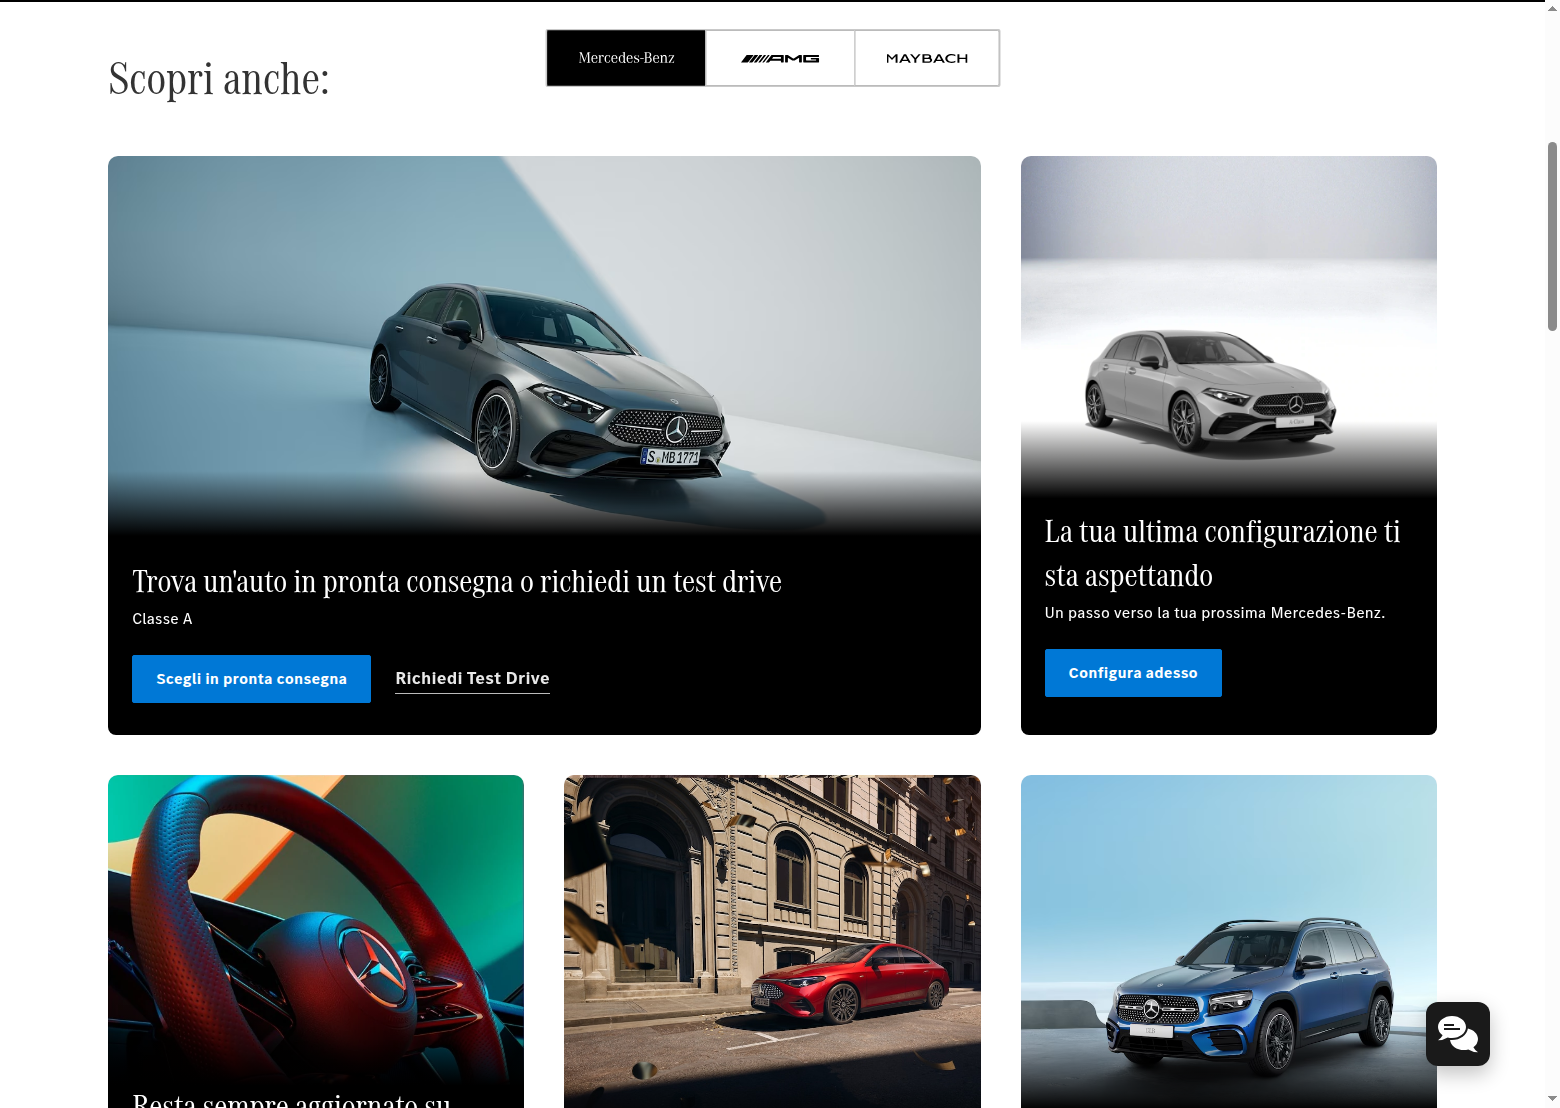 Scopri anche:
Mercedes-Benz
AMG
MAYBACH
S MB 1771
Trova un'auto in pronta consegna o richiedi un test drive
Classe A
Scegli in pronta consegna
Richiedi Test Drive
La tua ultima configurazione ti
sta aspettando
Un passo verso la tua prossima Mercedes-Benz.
Configura adesso
Resta sempre aggiornato su